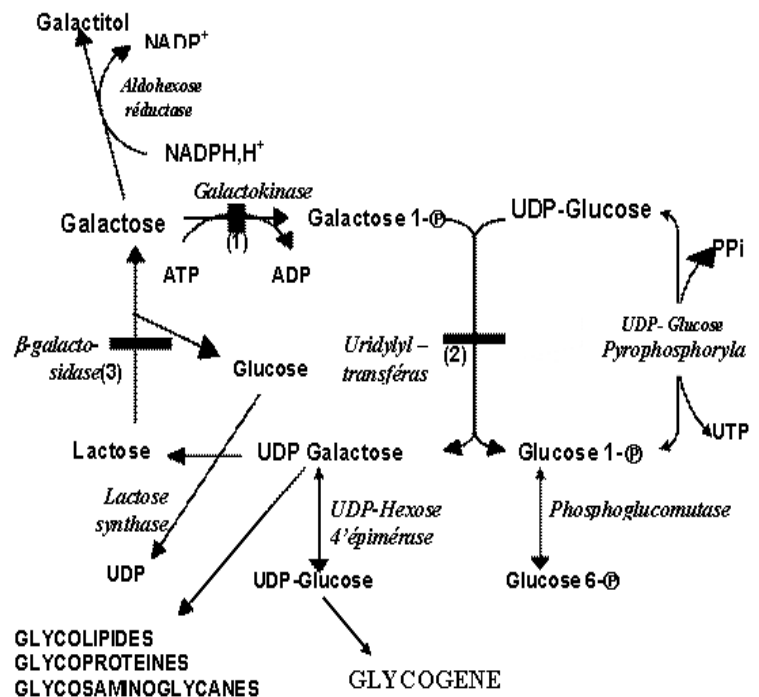 Galactitol
NADP⁺
Aldohexose
réductase
NADPH,H⁺
Galactokinase
Galactose
(1)
Galactose 1-Ⓟ
UDP-Glucose
ATP
ADP
PPi
β-galacto-
sidase(3)
Glucose
Uridylyl –
transféras
(2)
UDP- Glucose
Pyrophosphoryla
UTP
Lactose
UDP Galactose
Glucose 1-Ⓟ
Lactose
synthase
UDP-Hexose
4’épimérase
Phosphoglucomutase
UDP
UDP-Glucose
Glucose 6-Ⓟ
GLYCOLIPIDES
GLYCOPROTEINES
GLYCOSAMINOGLYCANES
GLYCOGENE